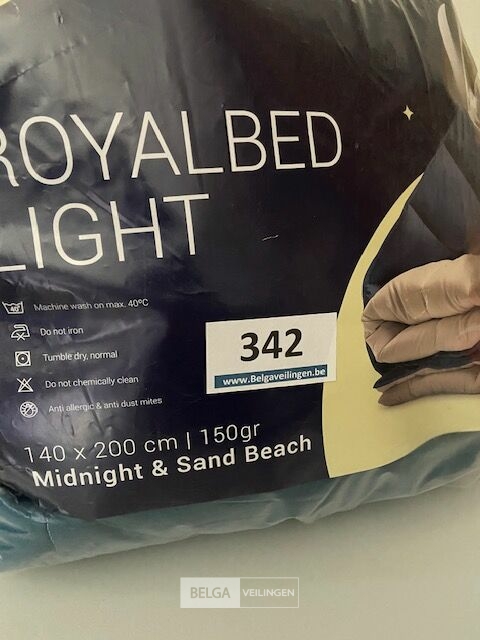 ROYALBED
LIGHT
40°
Machine wash on max. 40°C
Do not iron
Tumble dry, normal
Do not chemically clean
Anti allergic & anti dust mites
342
www.Belgaveilingen.be
140 x 200 cm | 150gr
Midnight & Sand Beach
BELGA VEILINGEN